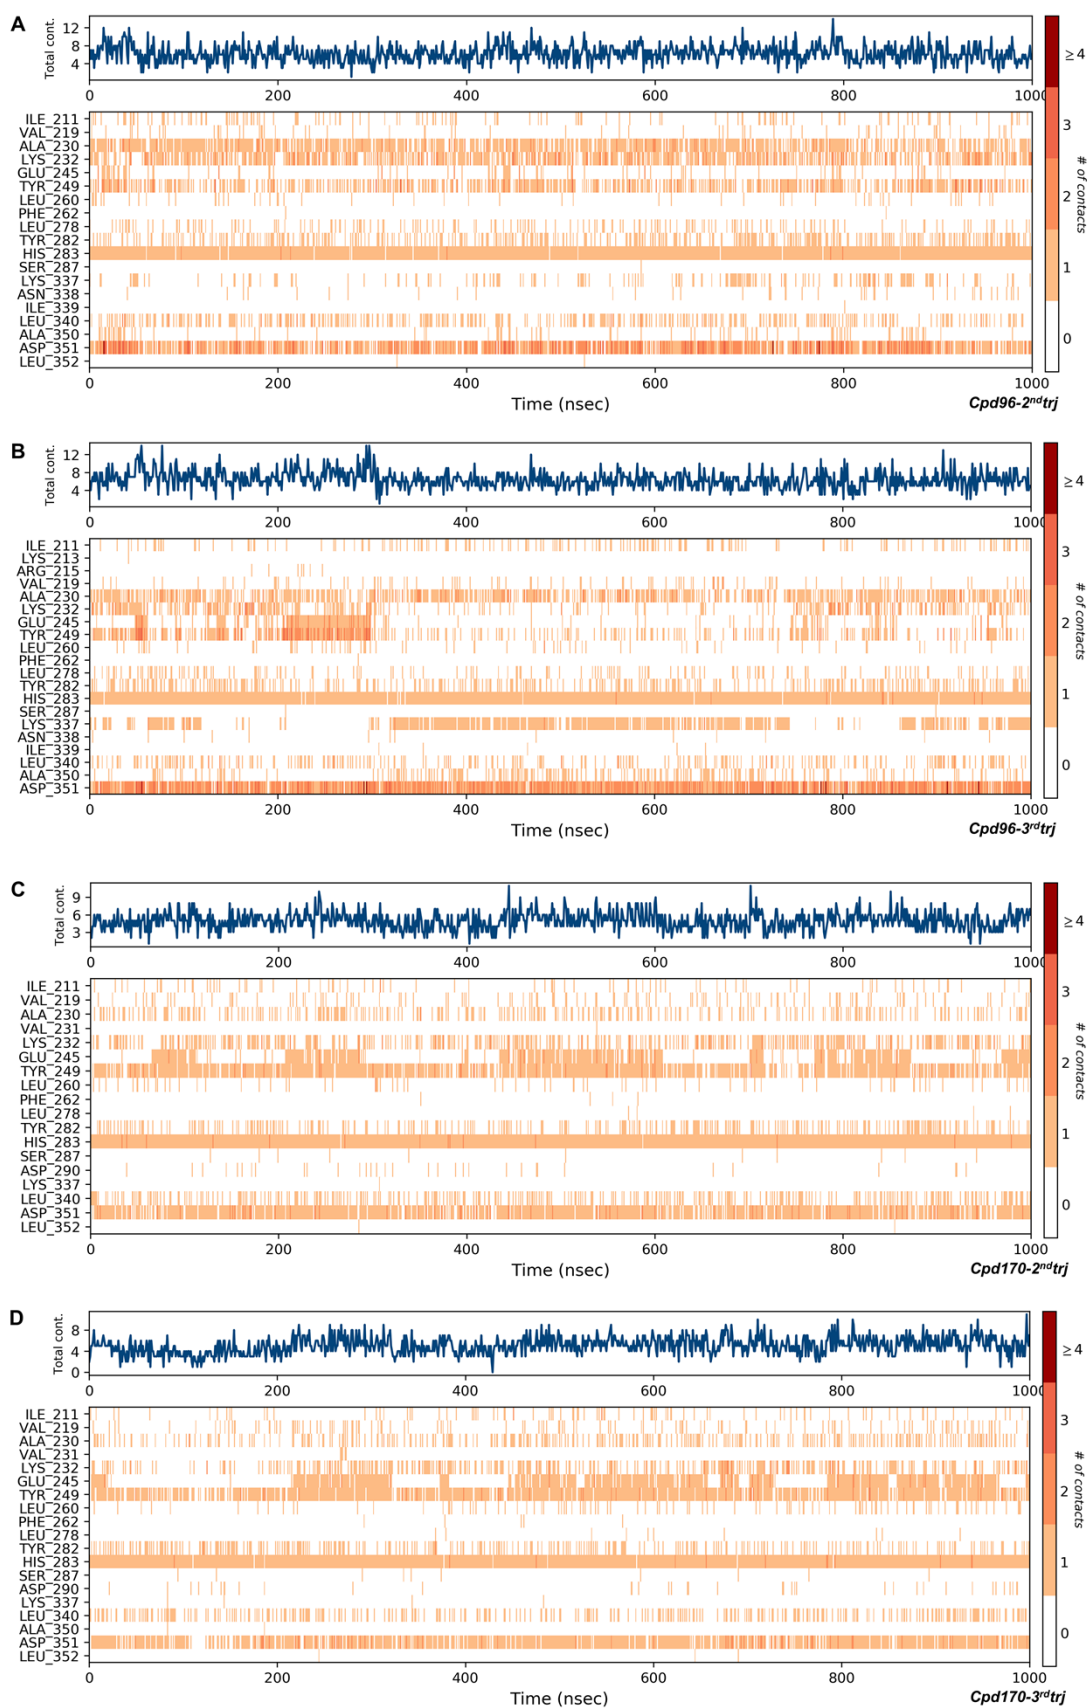 A
Total cont.
12
8
4
0 200 400 600 800 1000
ILE_211
VAL_219
ALA_230
LYS_232
GLU_245
TYR_249
LEU_260
PHE_262
LEU_278
TYR_282
HIS_283
SER_287
LYS_337
ASN_338
ILE_339
LEU_340
ALA_350
ASP_351
LEU_352
0 200 400 600 800 1000
Time (nsec)
≥4
3
2
1
0
# of contacts
Cpd96-2ndtrj
B
Total cont.
12
8
4
0 200 400 600 800 1000
ILE_211
LYS_213
ARG_215
VAL_219
ALA_230
LYS_232
GLU_245
TYR_249
LEU_260
PHE_262
LEU_278
TYR_282
HIS_283
SER_287
LYS_337
ASN_338
ILE_339
LEU_340
ALA_350
ASP_351
0 200 400 600 800 1000
Time (nsec)
≥4
3
2
1
0
# of contacts
Cpd96-3rdtrj
C
Total cont.
9
6
3
0 200 400 600 800 1000
ILE_211
VAL_219
ALA_230
VAL_231
LYS_232
GLU_245
TYR_249
LEU_260
PHE_262
LEU_278
TYR_282
HIS_283
SER_287
ASP_290
LYS_337
LEU_340
ASP_351
LEU_352
0 200 400 600 800 1000
Time (nsec)
≥4
3
2
1
0
# of contacts
Cpd170-2ndtrj
D
Total cont.
8
4
0
0 200 400 600 800 1000
ILE_211
VAL_219
ALA_230
VAL_231
LYS_232
GLU_245
TYR_249
LEU_260
PHE_262
LEU_278
TYR_282
HIS_283
SER_287
ASP_290
LYS_337
LEU_340
ALA_350
ASP_351
LEU_352
0 200 400 600 800 1000
Time (nsec)
≥4
3
2
1
0
# of contacts
Cpd170-3rdtrj